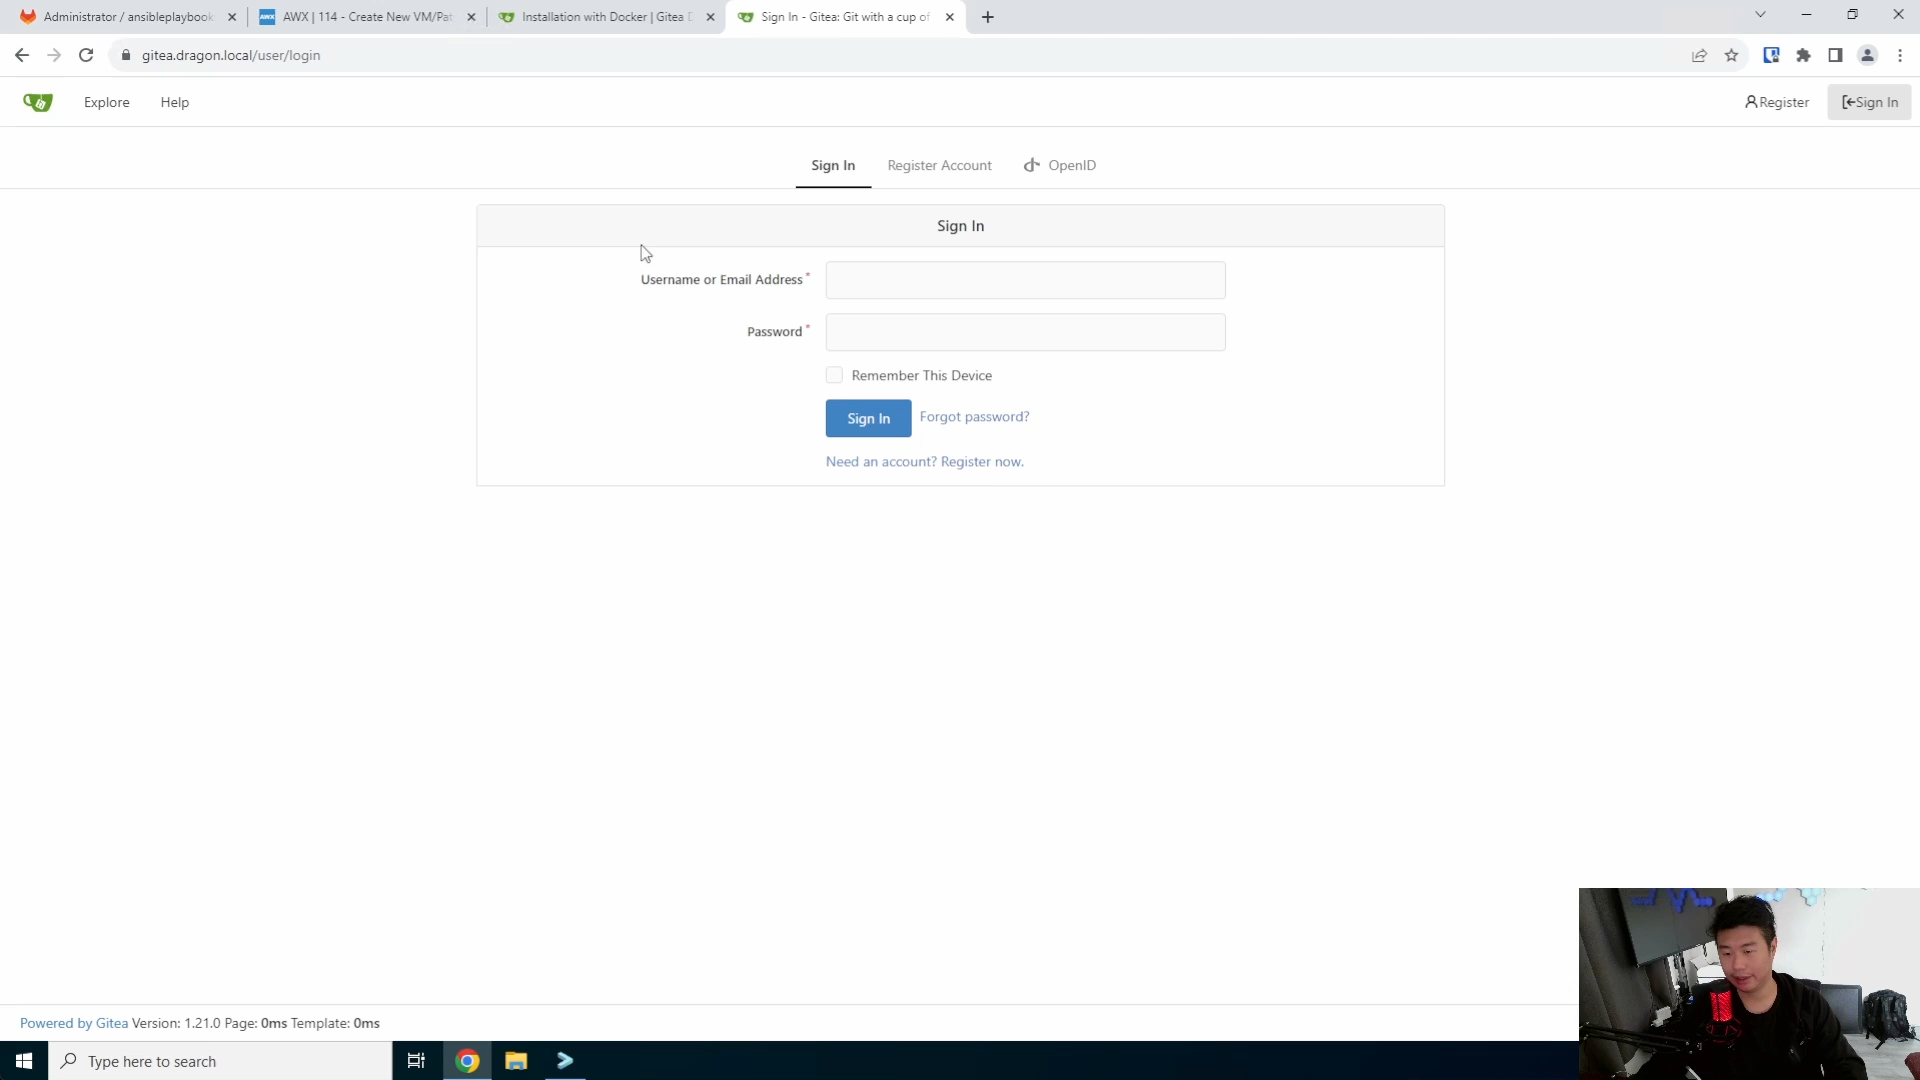 Administrator / ansibleplaybook
AWX | 114 - Create New VM/Pat
Installation with Docker | Gitea D
Sign In - Gitea: Git with a cup of
gitea.dragon.local/user/login
Explore
Help
Register
Sign In
Sign In
Register Account
OpenID
Sign In
Username or Email Address*
Password*
Remember This Device
Sign In
Forgot password?
Need an account? Register now.
Powered by Gitea Version: 1.21.0 Page: 0ms Template: 0ms
Type here to search